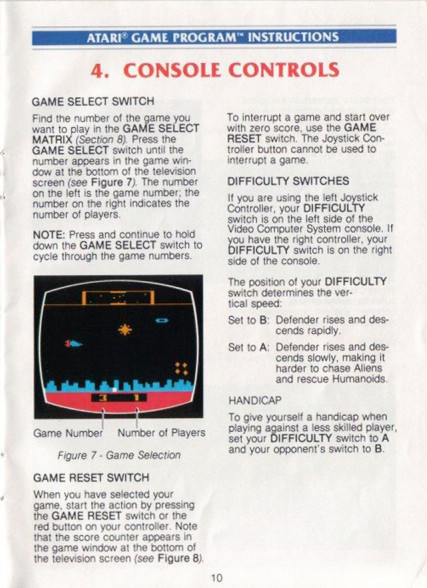 ATARI® GAME PROGRAM™ INSTRUCTIONS
4. CONSOLE CONTROLS
GAME SELECT SWITCH
Find the number of the game you
want to play in the GAME SELECT
MATRIX (Section 8). Press the
GAME SELECT switch until the
number appears in the game win-
dow at the bottom of the television
screen (see Figure 7). The number
on the left is the game number; the
number on the right indicates the
number of players.
NOTE: Press and continue to hold
down the GAME SELECT switch to
cycle through the game numbers.
3 1
Game Number Number of Players
Figure 7 - Game Selection
GAME RESET SWITCH
When you have selected your
game, start the action by pressing
the GAME RESET switch or the
red button on your controller. Note
that the score counter appears in
the game window at the bottom of
the television screen (see Figure 8).
To interrupt a game and start over
with zero score, use the GAME
RESET switch. The Joystick Con-
troller button cannot be used to
interrupt a game.
DIFFICULTY SWITCHES
If you are using the left Joystick
Controller, your DIFFICULTY
switch is on the left side of the
Video Computer System console. If
you have the right controller, your
DIFFICULTY switch is on the right
side of the console.
The position of your DIFFICULTY
switch determines the ver-
tical speed:
Set to B: Defender rises and des-
cends rapidly.
Set to A: Defender rises and des-
cends slowly, making it
harder to chase Aliens
and rescue Humanoids.
HANDICAP
To give yourself a handicap when
playing against a less skilled player,
set your DIFFICULTY switch to A
and your opponent's switch to B.
10